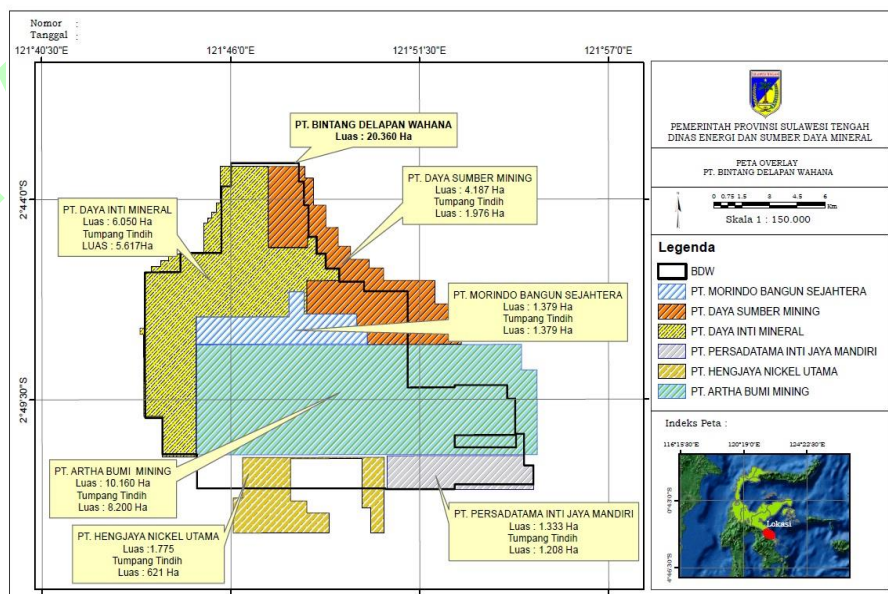 Nomor :
Tanggal :
121°40'30"E
121°46'0"E
121°51'30"E
121°57'0"E
2°44'0"S
2°49'30"S
PT. BINTANG DELAPAN WAHANA
Luas : 20.360 Ha
PT. DAYA SUMBER MINING
Luas : 4.187 Ha
Tumpang Tindih
Luas : 1.976 Ha
PT. DAYA INTI MINERAL
Luas : 6.050 Ha
Tumpang Tindih
LUAS : 5.617Ha
PT. MORINDO BANGUN SEJAHTERA
Luas : 1.379 Ha
Tumpang Tindih
Luas : 1.379 Ha
PT. ARTHA BUMI MINING
Luas : 10.160 Ha
Tumpang Tindih
Luas : 8.200 Ha
PT. HENGJAYA NICKEL UTAMA
Luas :1.775
Tumpang Tindih
Luas : 621 Ha
PT. PERSADATAMA INTI JAYA MANDIRI
Luas : 1.333 Ha
Tumpang Tindih
Luas : 1.208 Ha
PEMERINTAH PROVINSI SULAWESI TENGAH
DINAS ENERGI DAN SUMBER DAYA MINERAL
PETA OVERLAY
PT. BINTANG DELAPAN WAHANA
0 0.75 1.5 3 4.5 6
Km
Skala 1 : 150.000
Legenda
BDW
PT. MORINDO BANGUN SEJAHTERA
PT. DAYA SUMBER MINING
PT. DAYA INTI MINERAL
PT. PERSADATAMA INTI JAYA MANDIRI
PT. HENGJAYA NICKEL UTAMA
PT. ARTHA BUMI MINING
Indeks Peta :
120°19'0"E
124°22'30"E
0°43'0"S
4°46'30"S
Lokasi